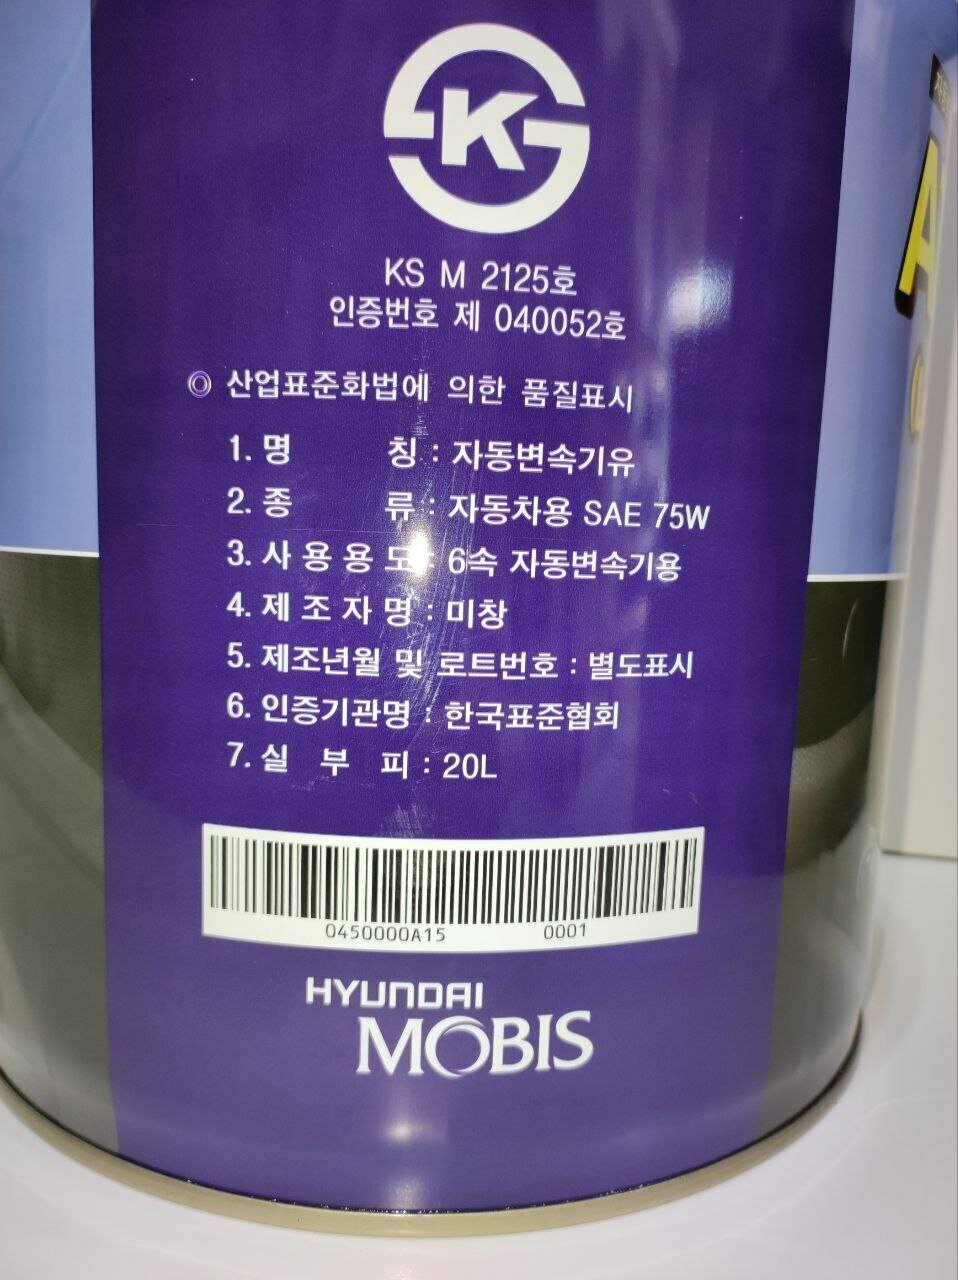 K
KS M 2125호
인증번호 제 040052호
◎ 산업표준화법에 의한 품질표시
1. 명 칭 : 자동변속기유
2. 종 류 : 자동차용 SAE 75W
3. 사 용 용 도 : 6속 자동변속기용
4. 제 조 자 명 : 미창
5. 제조년월 및 로트번호 : 별도표시
6. 인증기관명 : 한국표준협회
7. 실 부 피 : 20L
0450000A15 0001
HYUNDAI
MOBIS
A